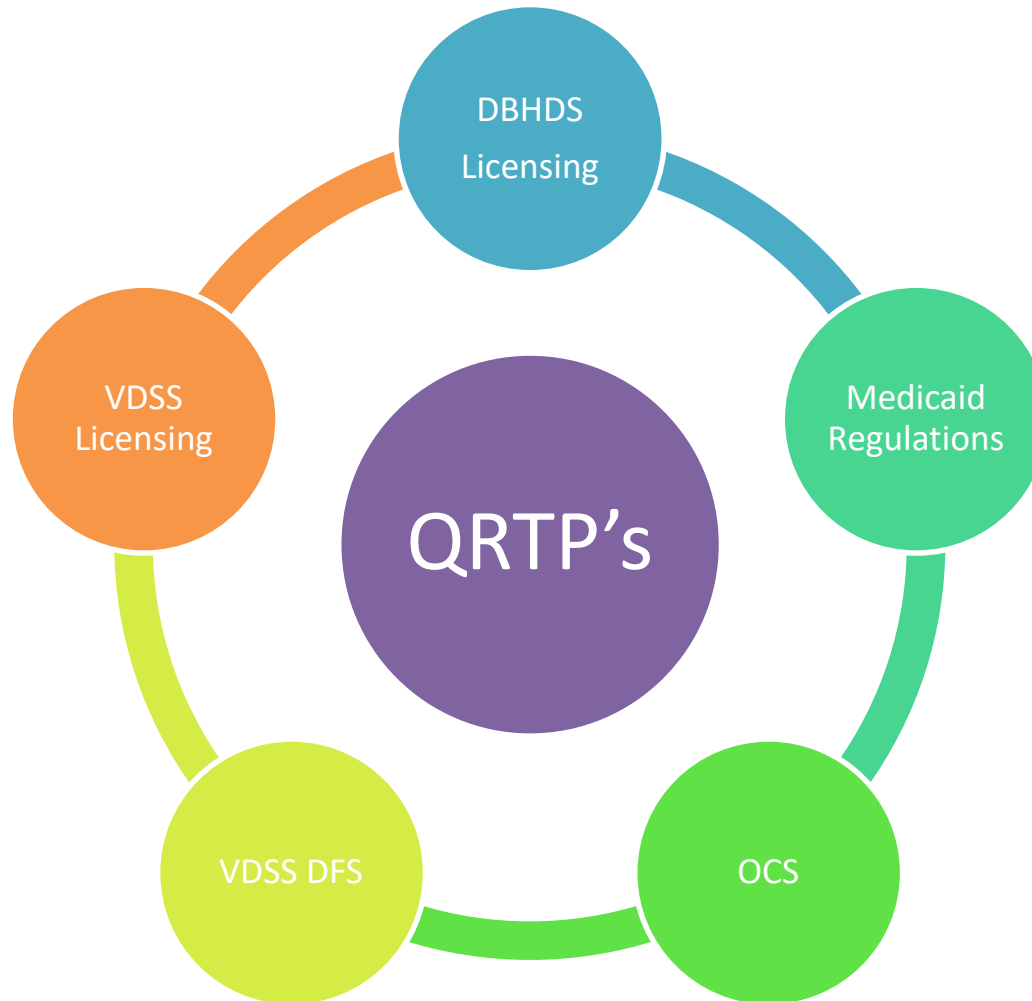 DBHDS
Licensing
VDSS
Licensing
Medicaid
Regulations
QRTP’s
VDSS DFS
OCS